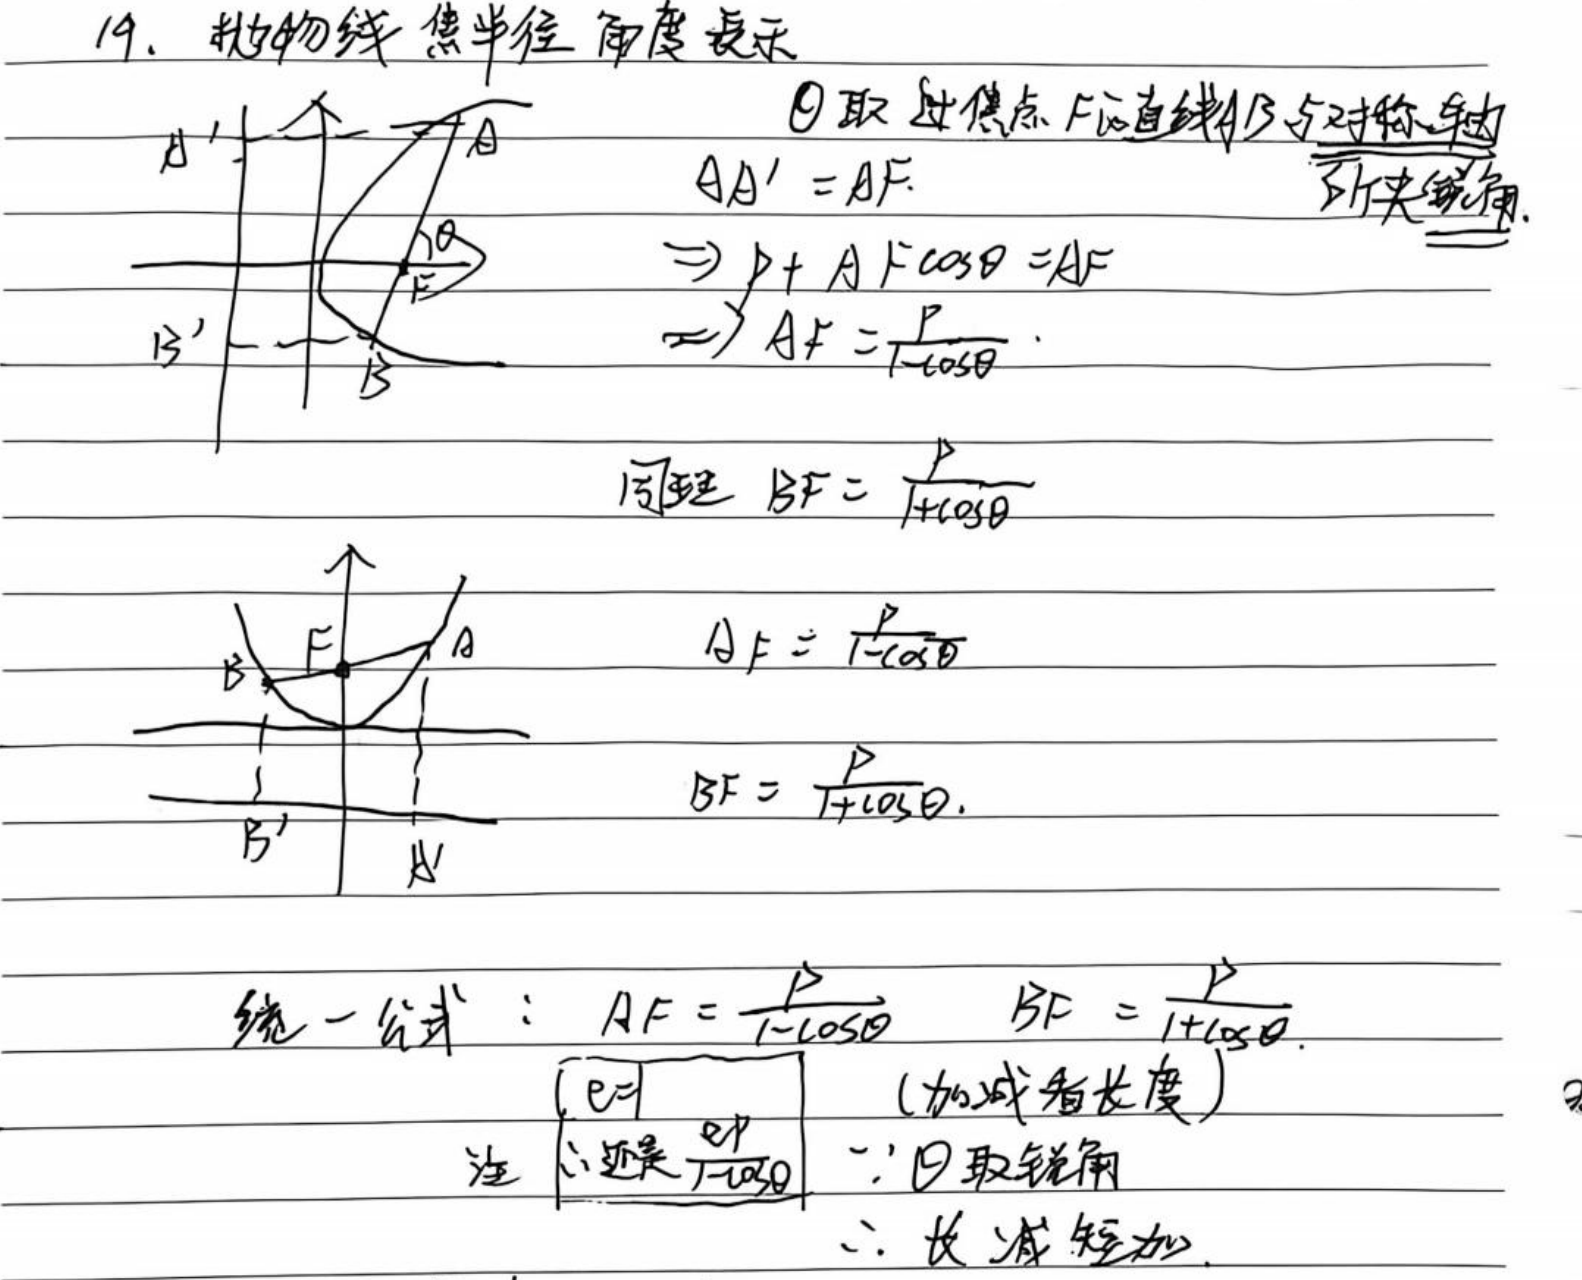 19. 抛物线焦半径角度表示
θ取过焦点F的直线AB与对称轴
所夹锐角.
A' A
AA' = AF.
θ
F
⇒ p + AFcosθ = AF
B' B
⇒ AF = p/(1-cosθ).
同理 BF = p/(1+cosθ)
F A
B
AF = p/(1-cosθ)
BF = p/(1+cosθ).
B' A'
统一公式: AF = p/(1-cosθ) BF = p/(1+cosθ).
e=1 (加减看长度)
注 ∴还是 ep/(1-cosθ) ∵θ取锐角
∴长减短加.